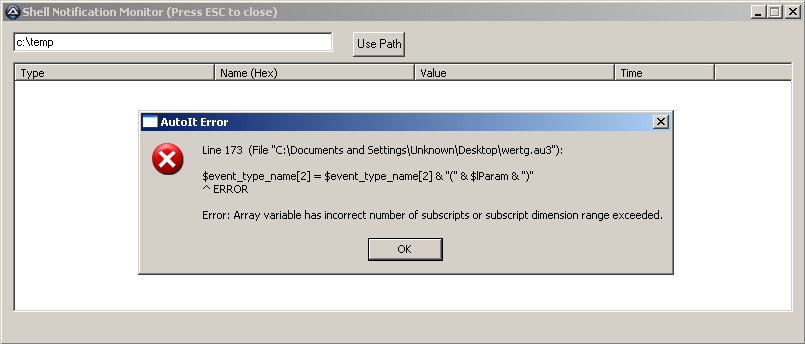 Shell Notification Monitor (Press ESC to close)
c:\temp
Use Path
Type Name (Hex) Value Time
AutoIt Error
Line 173 (File "C:\Documents and Settings\Unknown\Desktop\wertg.au3"):
$event_type_name[2] = $event_type_name[2] & "(" & $lParam & ")"
^ ERROR
Error: Array variable has incorrect number of subscripts or subscript dimension range exceeded.
OK